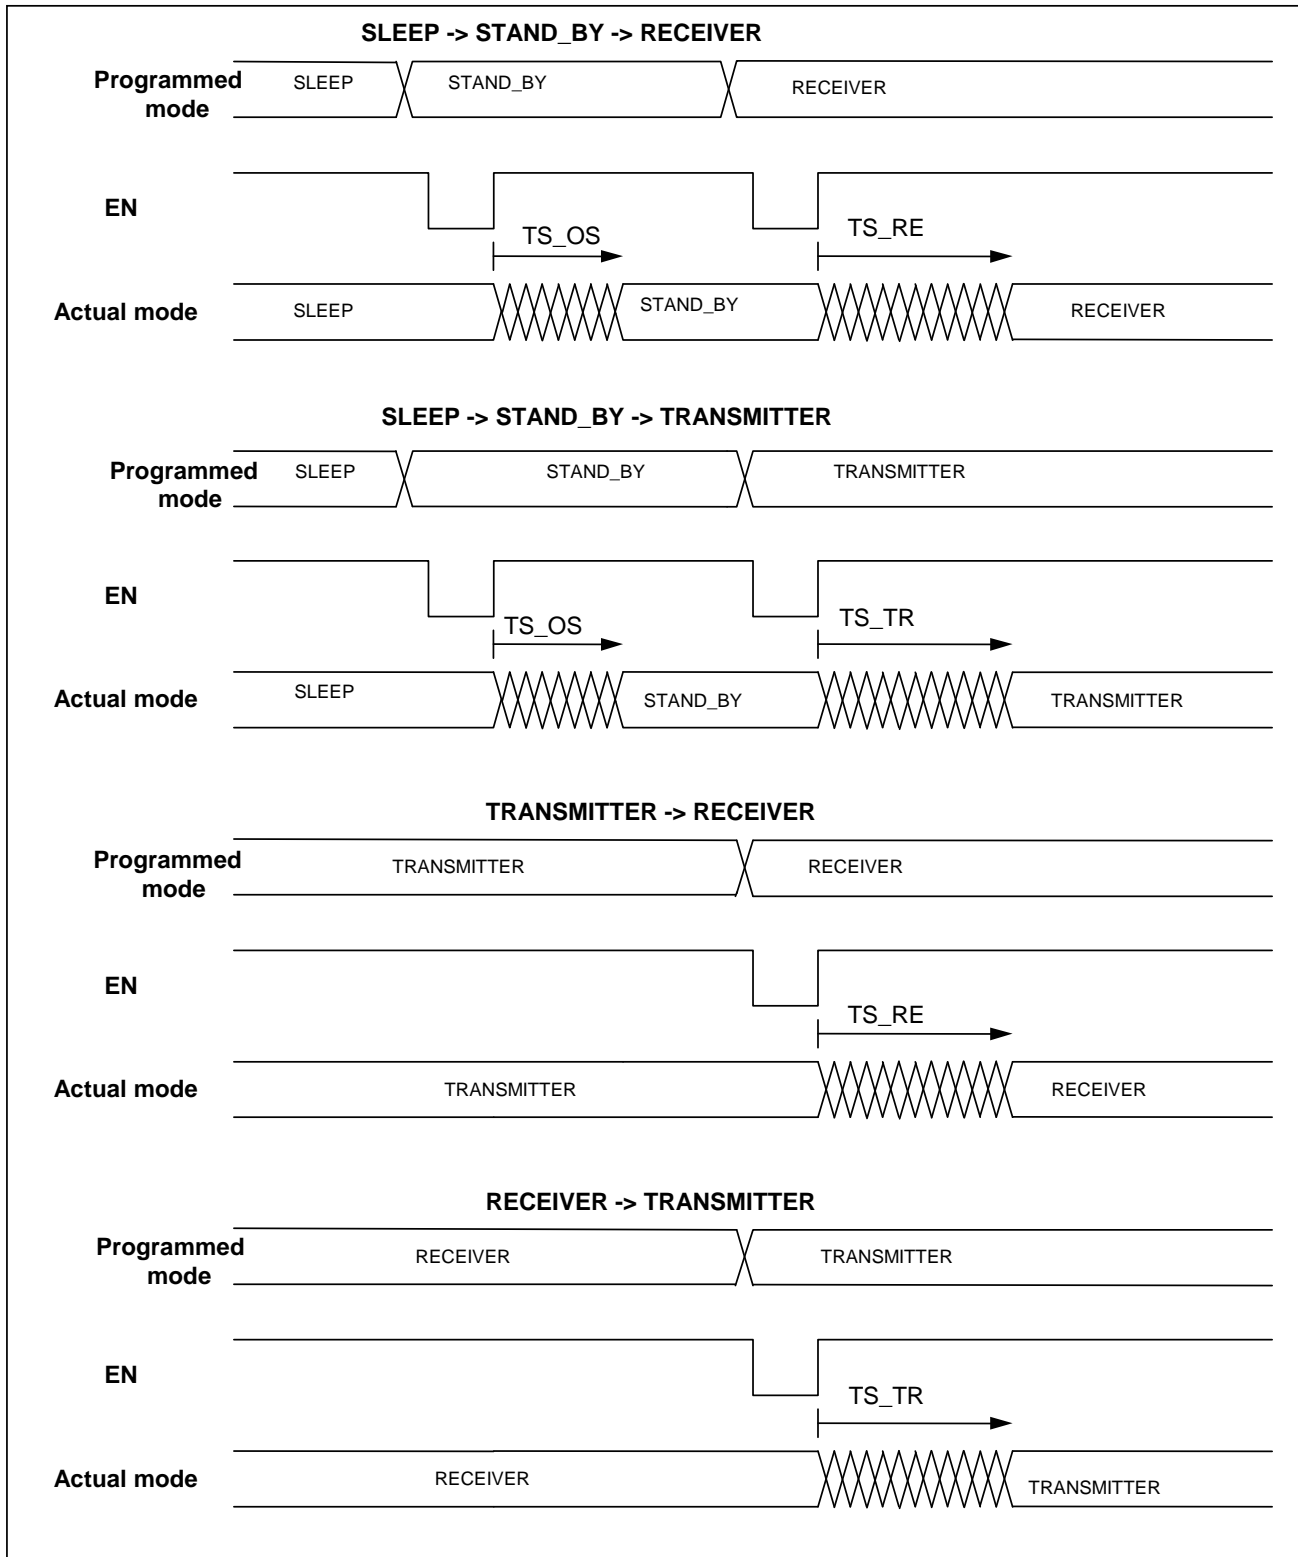 SLEEP -> STAND_BY -> RECEIVER
Programmed
mode
SLEEP
STAND_BY
RECEIVER
EN
TS_OS
TS_RE
Actual mode
SLEEP
STAND_BY
RECEIVER
SLEEP -> STAND_BY -> TRANSMITTER
Programmed
mode
SLEEP
STAND_BY
TRANSMITTER
EN
TS_OS
TS_TR
Actual mode
SLEEP
STAND_BY
TRANSMITTER
TRANSMITTER -> RECEIVER
Programmed
mode
TRANSMITTER
RECEIVER
EN
TS_RE
Actual mode
TRANSMITTER
RECEIVER
RECEIVER -> TRANSMITTER
Programmed
mode
RECEIVER
TRANSMITTER
EN
TS_TR
Actual mode
RECEIVER
TRANSMITTER